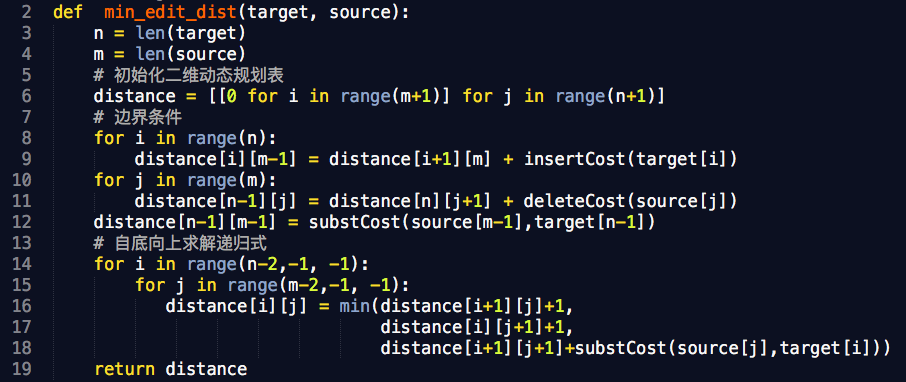 2 def  min_edit_dist(target, source):
3     n = len(target)
4     m = len(source)
5     # 初始化二维动态规划表
6     distance = [[0 for i in range(m+1)] for j in range(n+1)]
7     # 边界条件
8     for i in range(n):
9         distance[i][m-1] = distance[i+1][m] + insertCost(target[i])
10     for j in range(m):
11         distance[n-1][j] = distance[n][j+1] + deleteCost(source[j])
12     distance[n-1][m-1] = substCost(source[m-1],target[n-1])
13     # 自底向上求解递归式
14     for i in range(n-2,-1, -1):
15         for j in range(m-2,-1, -1):
16            distance[i][j] = min(distance[i+1][j]+1,
17                                 distance[i][j+1]+1,
18                                 distance[i+1][j+1]+substCost(source[j],target[i]))
19     return distance